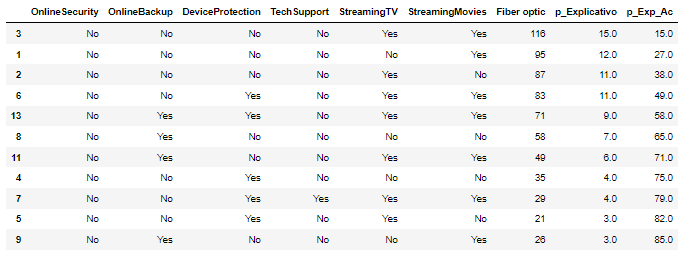 OnlineSecurity OnlineBackup DeviceProtection TechSupport StreamingTV StreamingMovies Fiber optic p_Explicativo p_Exp_Ac
3 No No No No Yes Yes 116 15.0 15.0
1 No No No No No Yes 95 12.0 27.0
2 No No No No Yes No 87 11.0 38.0
6 No No Yes No Yes Yes 83 11.0 49.0
13 No Yes Yes No Yes Yes 71 9.0 58.0
8 No Yes No No No No 58 7.0 65.0
11 No Yes No No Yes Yes 49 6.0 71.0
4 No No Yes No No No 35 4.0 75.0
7 No No Yes Yes Yes Yes 29 4.0 79.0
5 No No Yes No Yes No 21 3.0 82.0
9 No Yes No No No Yes 26 3.0 85.0